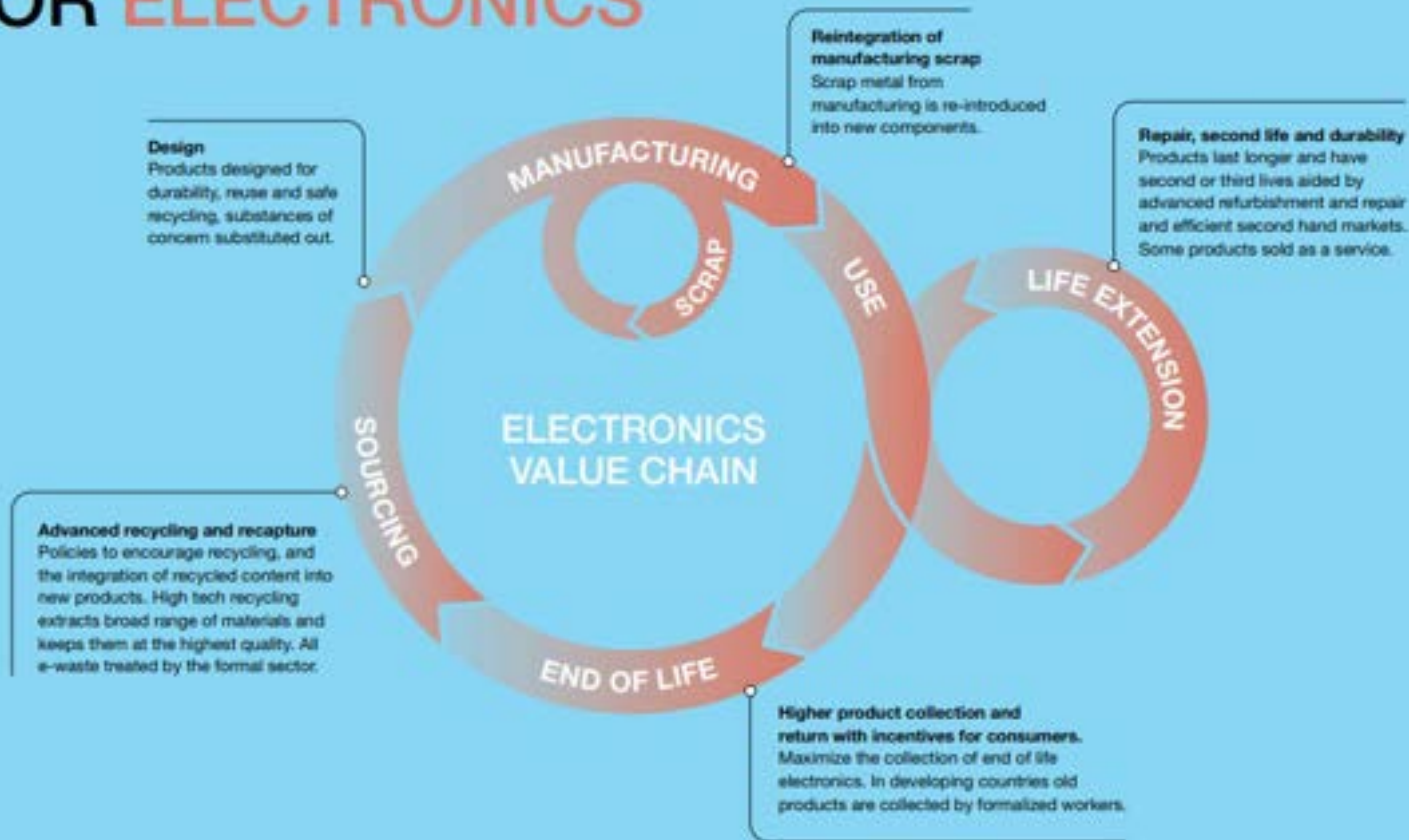 OR ELECTRONICS
Reintegration of
manufacturing scrap
Scrap metal from
manufacturing is re-introduced
into new components.
Design
Products designed for
durability, reuse and safe
recycling, substances of
concern substituted out.
Repair, second life and durability
Products last longer and have
second or third lives aided by
advanced refurbishment and repair
and efficient second hand markets.
Some products sold as a service.
MANUFACTURING
SCRAP
USE
LIFE EXTENSION
ELECTRONICS
VALUE CHAIN
SOURCING
Advanced recycling and recapture
Policies to encourage recycling, and
the integration of recycled content into
new products. High tech recycling
extracts broad range of materials and
keeps them at the highest quality. All
e-waste treated by the formal sector.
END OF LIFE
Higher product collection and
return with incentives for consumers.
Maximize the collection of end of life
electronics. In developing countries old
products are collected by formalized workers.